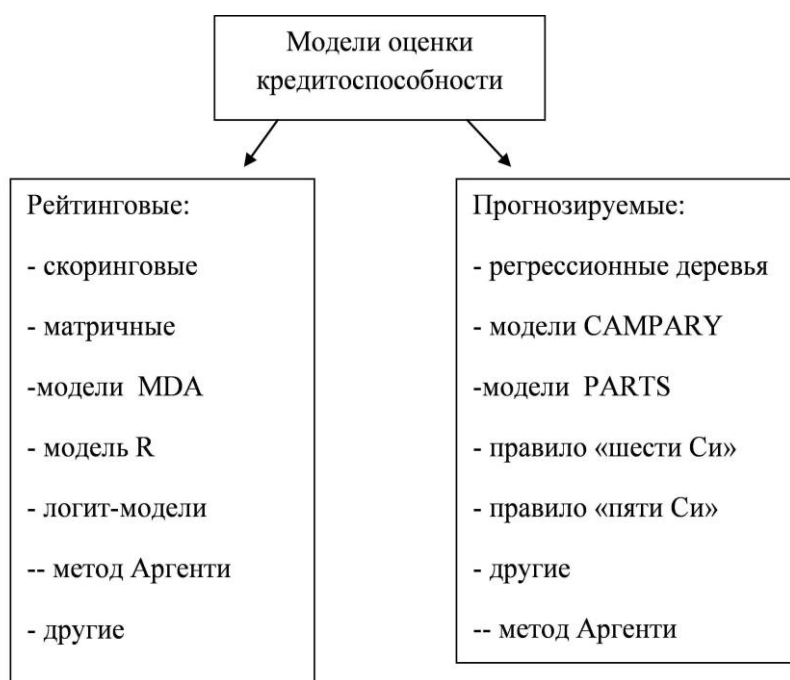 Модели оценки
кредитоспособности
Рейтинговые:
- скоринговые
- матричные
-модели MDA
- модель R
- логит-модели
-- метод Аргенти
- другие
Прогнозируемые:
- регрессионные деревья
- модели CAMPARY
-модели PARTS
- правило «шести Си»
- правило «пяти Си»
- другие
-- метод Аргенти